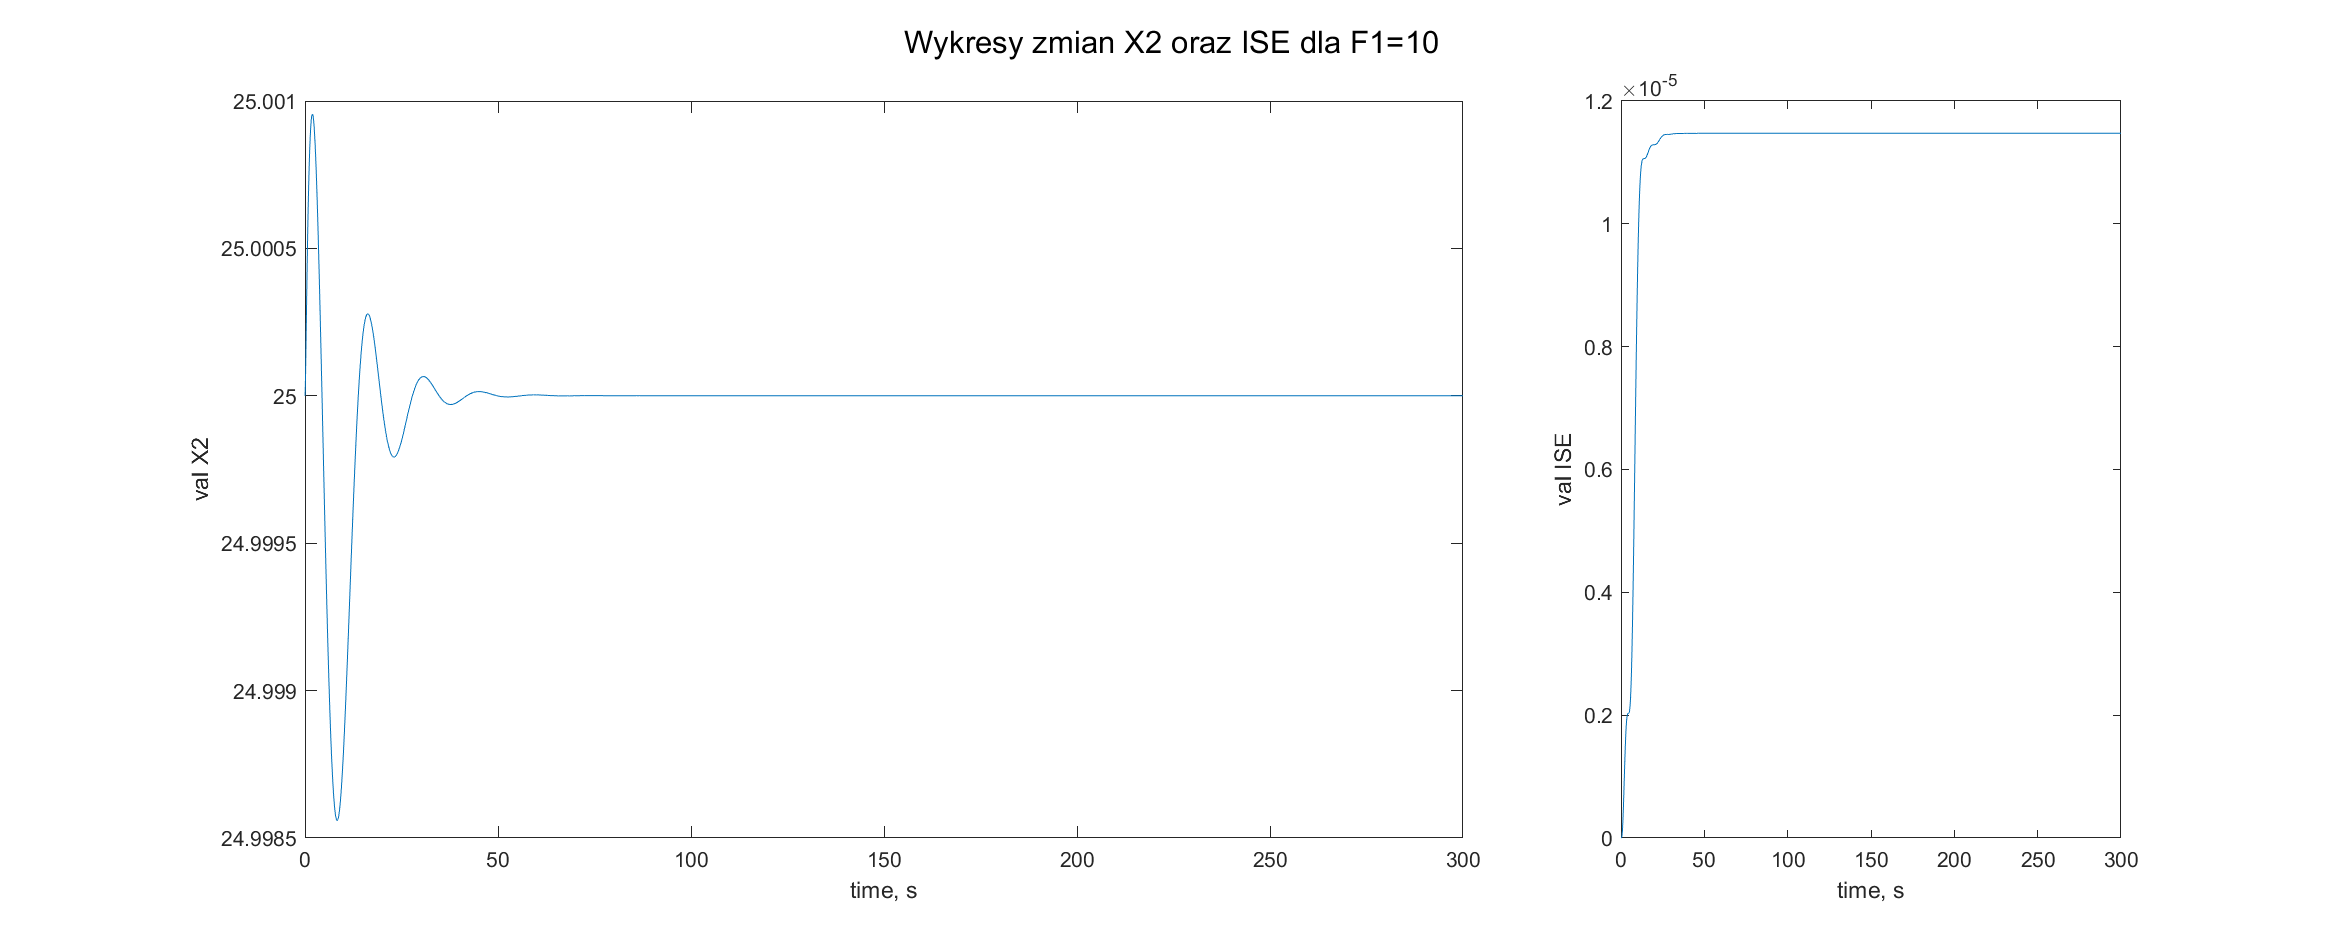 Wykresy zmian X2 oraz ISE dla F1=10
25.001
25.0005
25
24.9995
24.999
24.9985
val X2
0 50 100 150 200 250 300
time, s
×10-5
1.2
1
0.8
0.6
0.4
0.2
0
val ISE
0 50 100 150 200 250 300
time, s